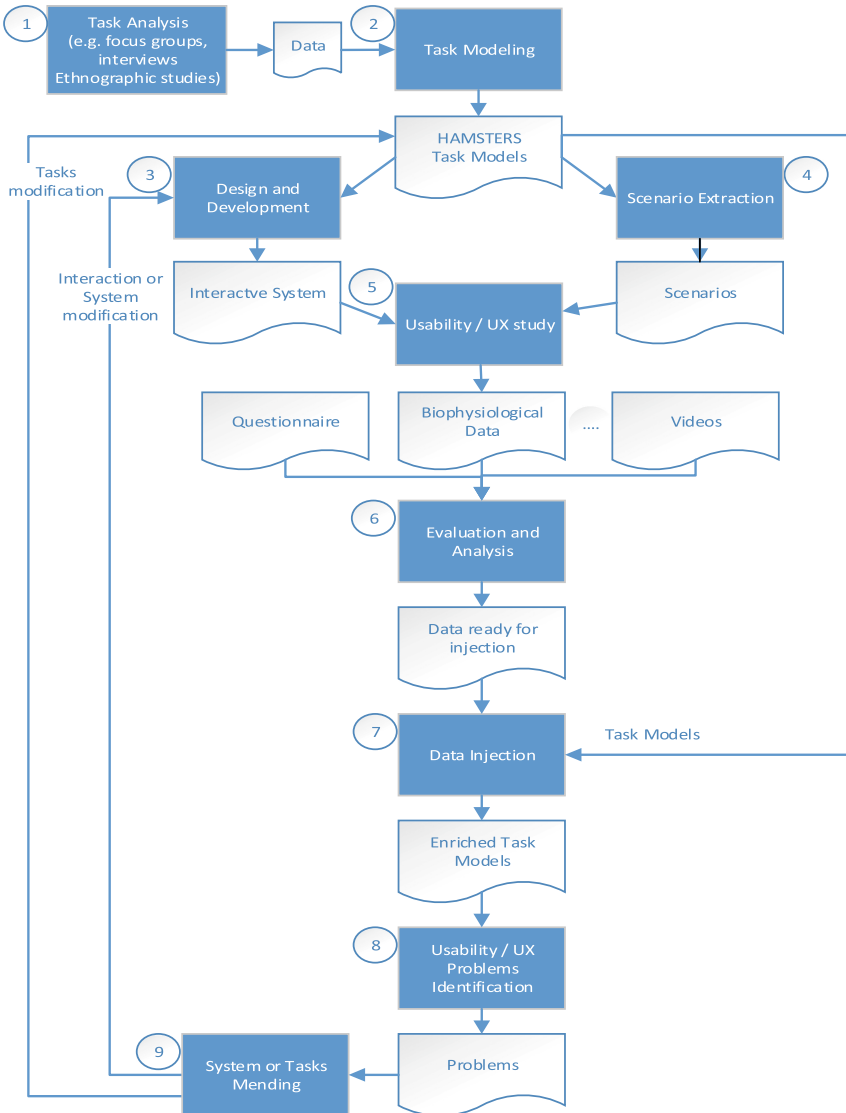 1
Task Analysis
(e.g. focus groups,
interviews
Ethnographic studies)
Data
2
Task Modeling
HAMSTERS
Task Models
Tasks
modification
3
Design and
Development
4
Scenario Extraction
Interaction or
System
modification
Interactve System
5
Usability / UX study
Scenarios
Questionnaire
Biophysiological
Data
....
Videos
6
Evaluation and
Analysis
Data ready for
injection
7
Data Injection
Task Models
Enriched Task
Models
8
Usability / UX
Problems
Identification
9
System or Tasks
Mending
Problems